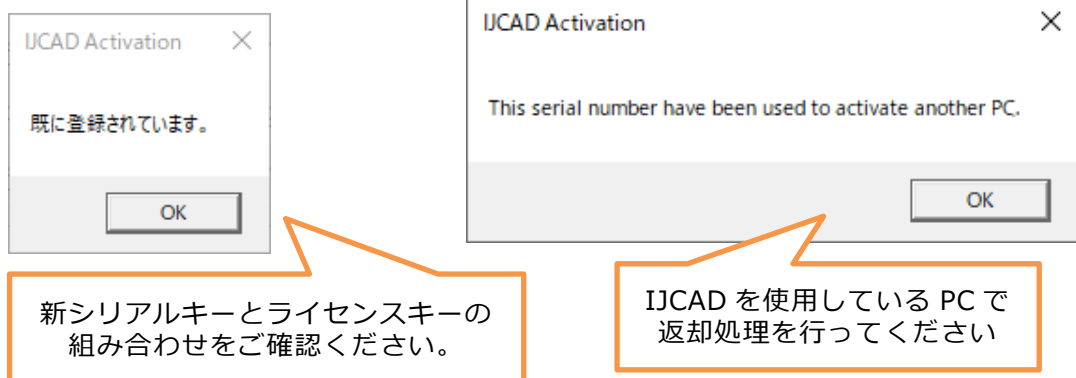 IJCAD Activation
既に登録されています。
OK
新シリアルキーとライセンスキーの
組み合わせをご確認ください。
IJCAD Activation
This serial number have been used to activate another PC.
OK
IJCAD を使用している PC で
返却処理を行ってください